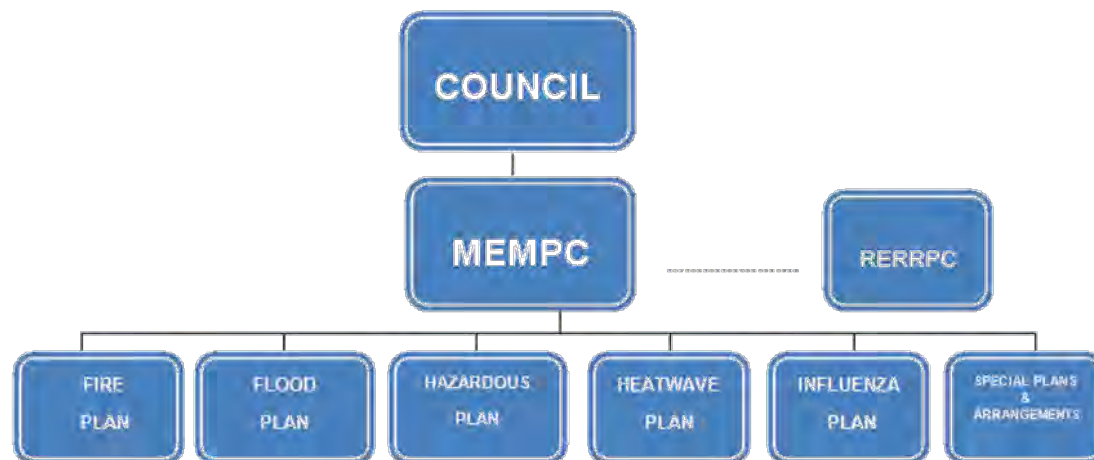 COUNCIL
MEMPC
RERRPC
FIRE
PLAN
FLOOD
PLAN
HAZARDOUS
PLAN
HEATWAVE
PLAN
INFLUENZA
PLAN
SPECIAL PLANS
&
ARRANGEMENTS